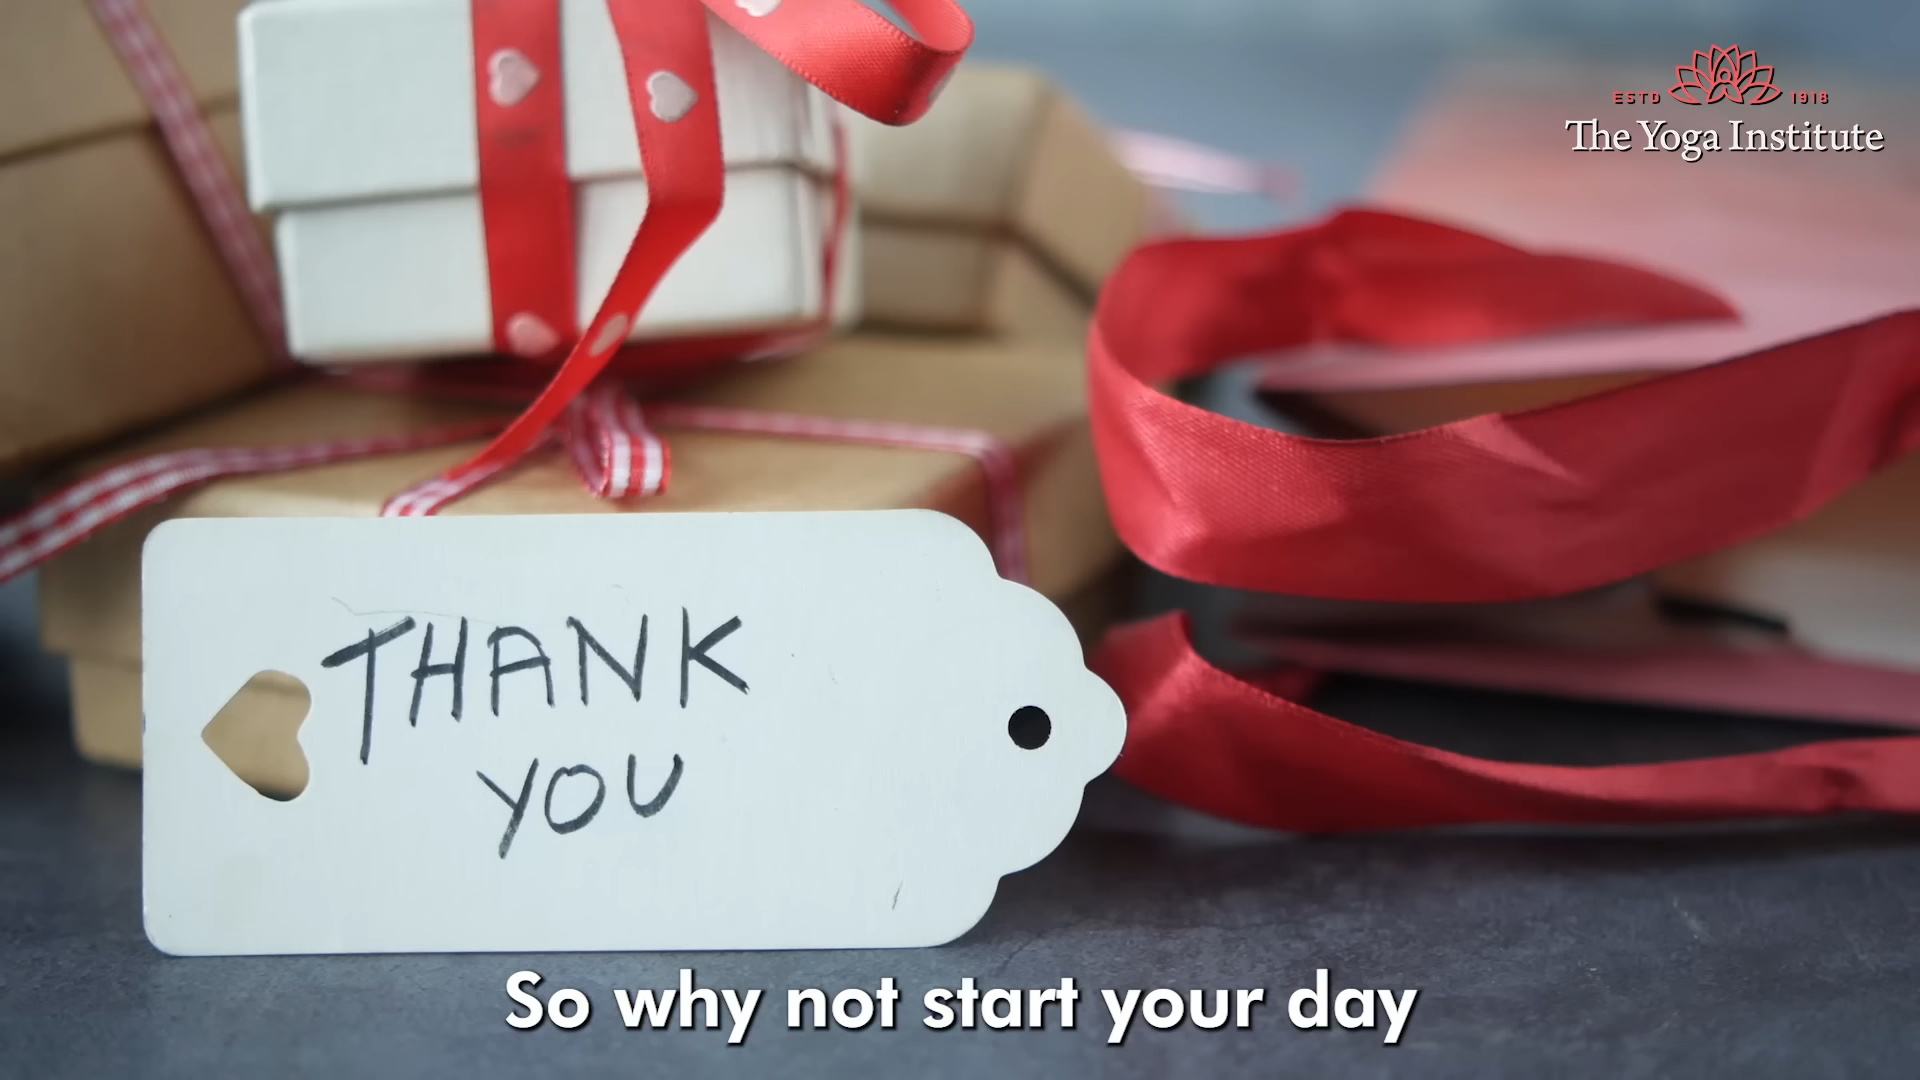 ESTD 1918
The Yoga Institute
THANK
YOU
So why not start your day